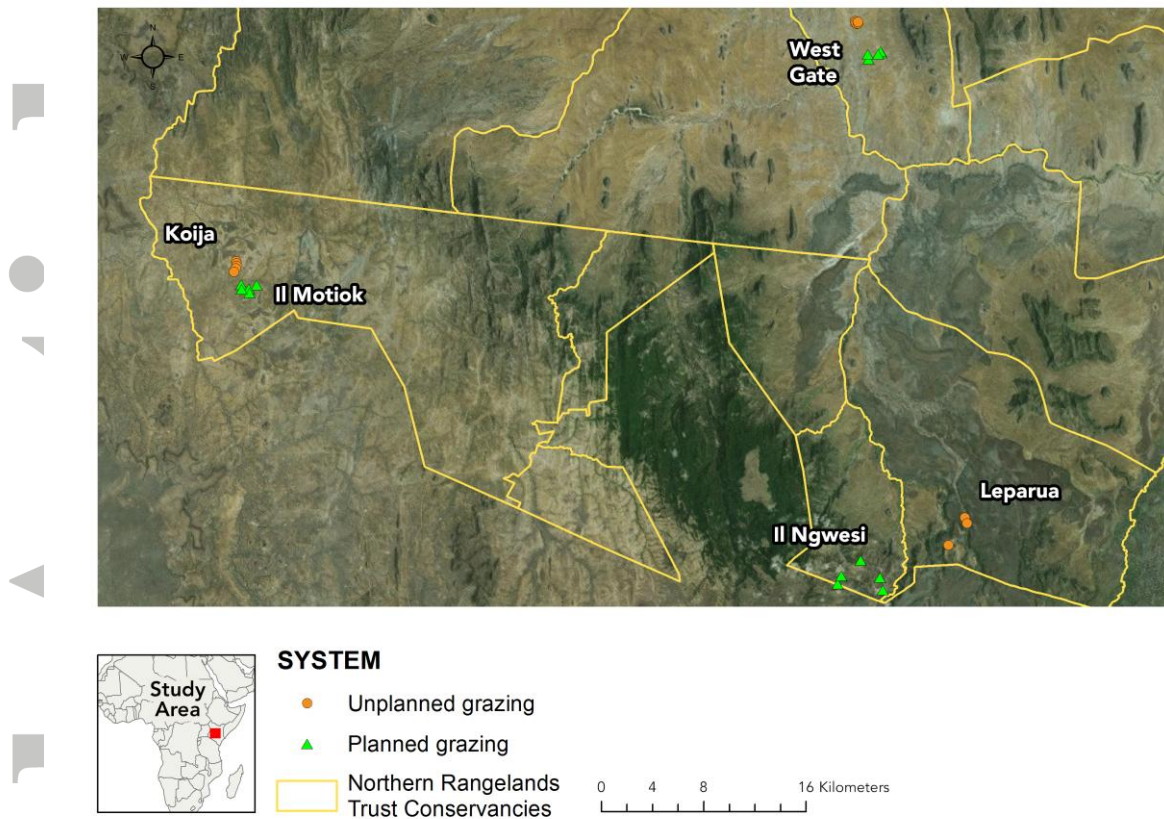 N
W E
S
West
Gate
Koija
Il Motiok
Leparua
Il Ngwesi
Study
Area
SYSTEM
Unplanned grazing
Planned grazing
Northern Rangelands
Trust Conservancies
0 4 8 16 Kilometers